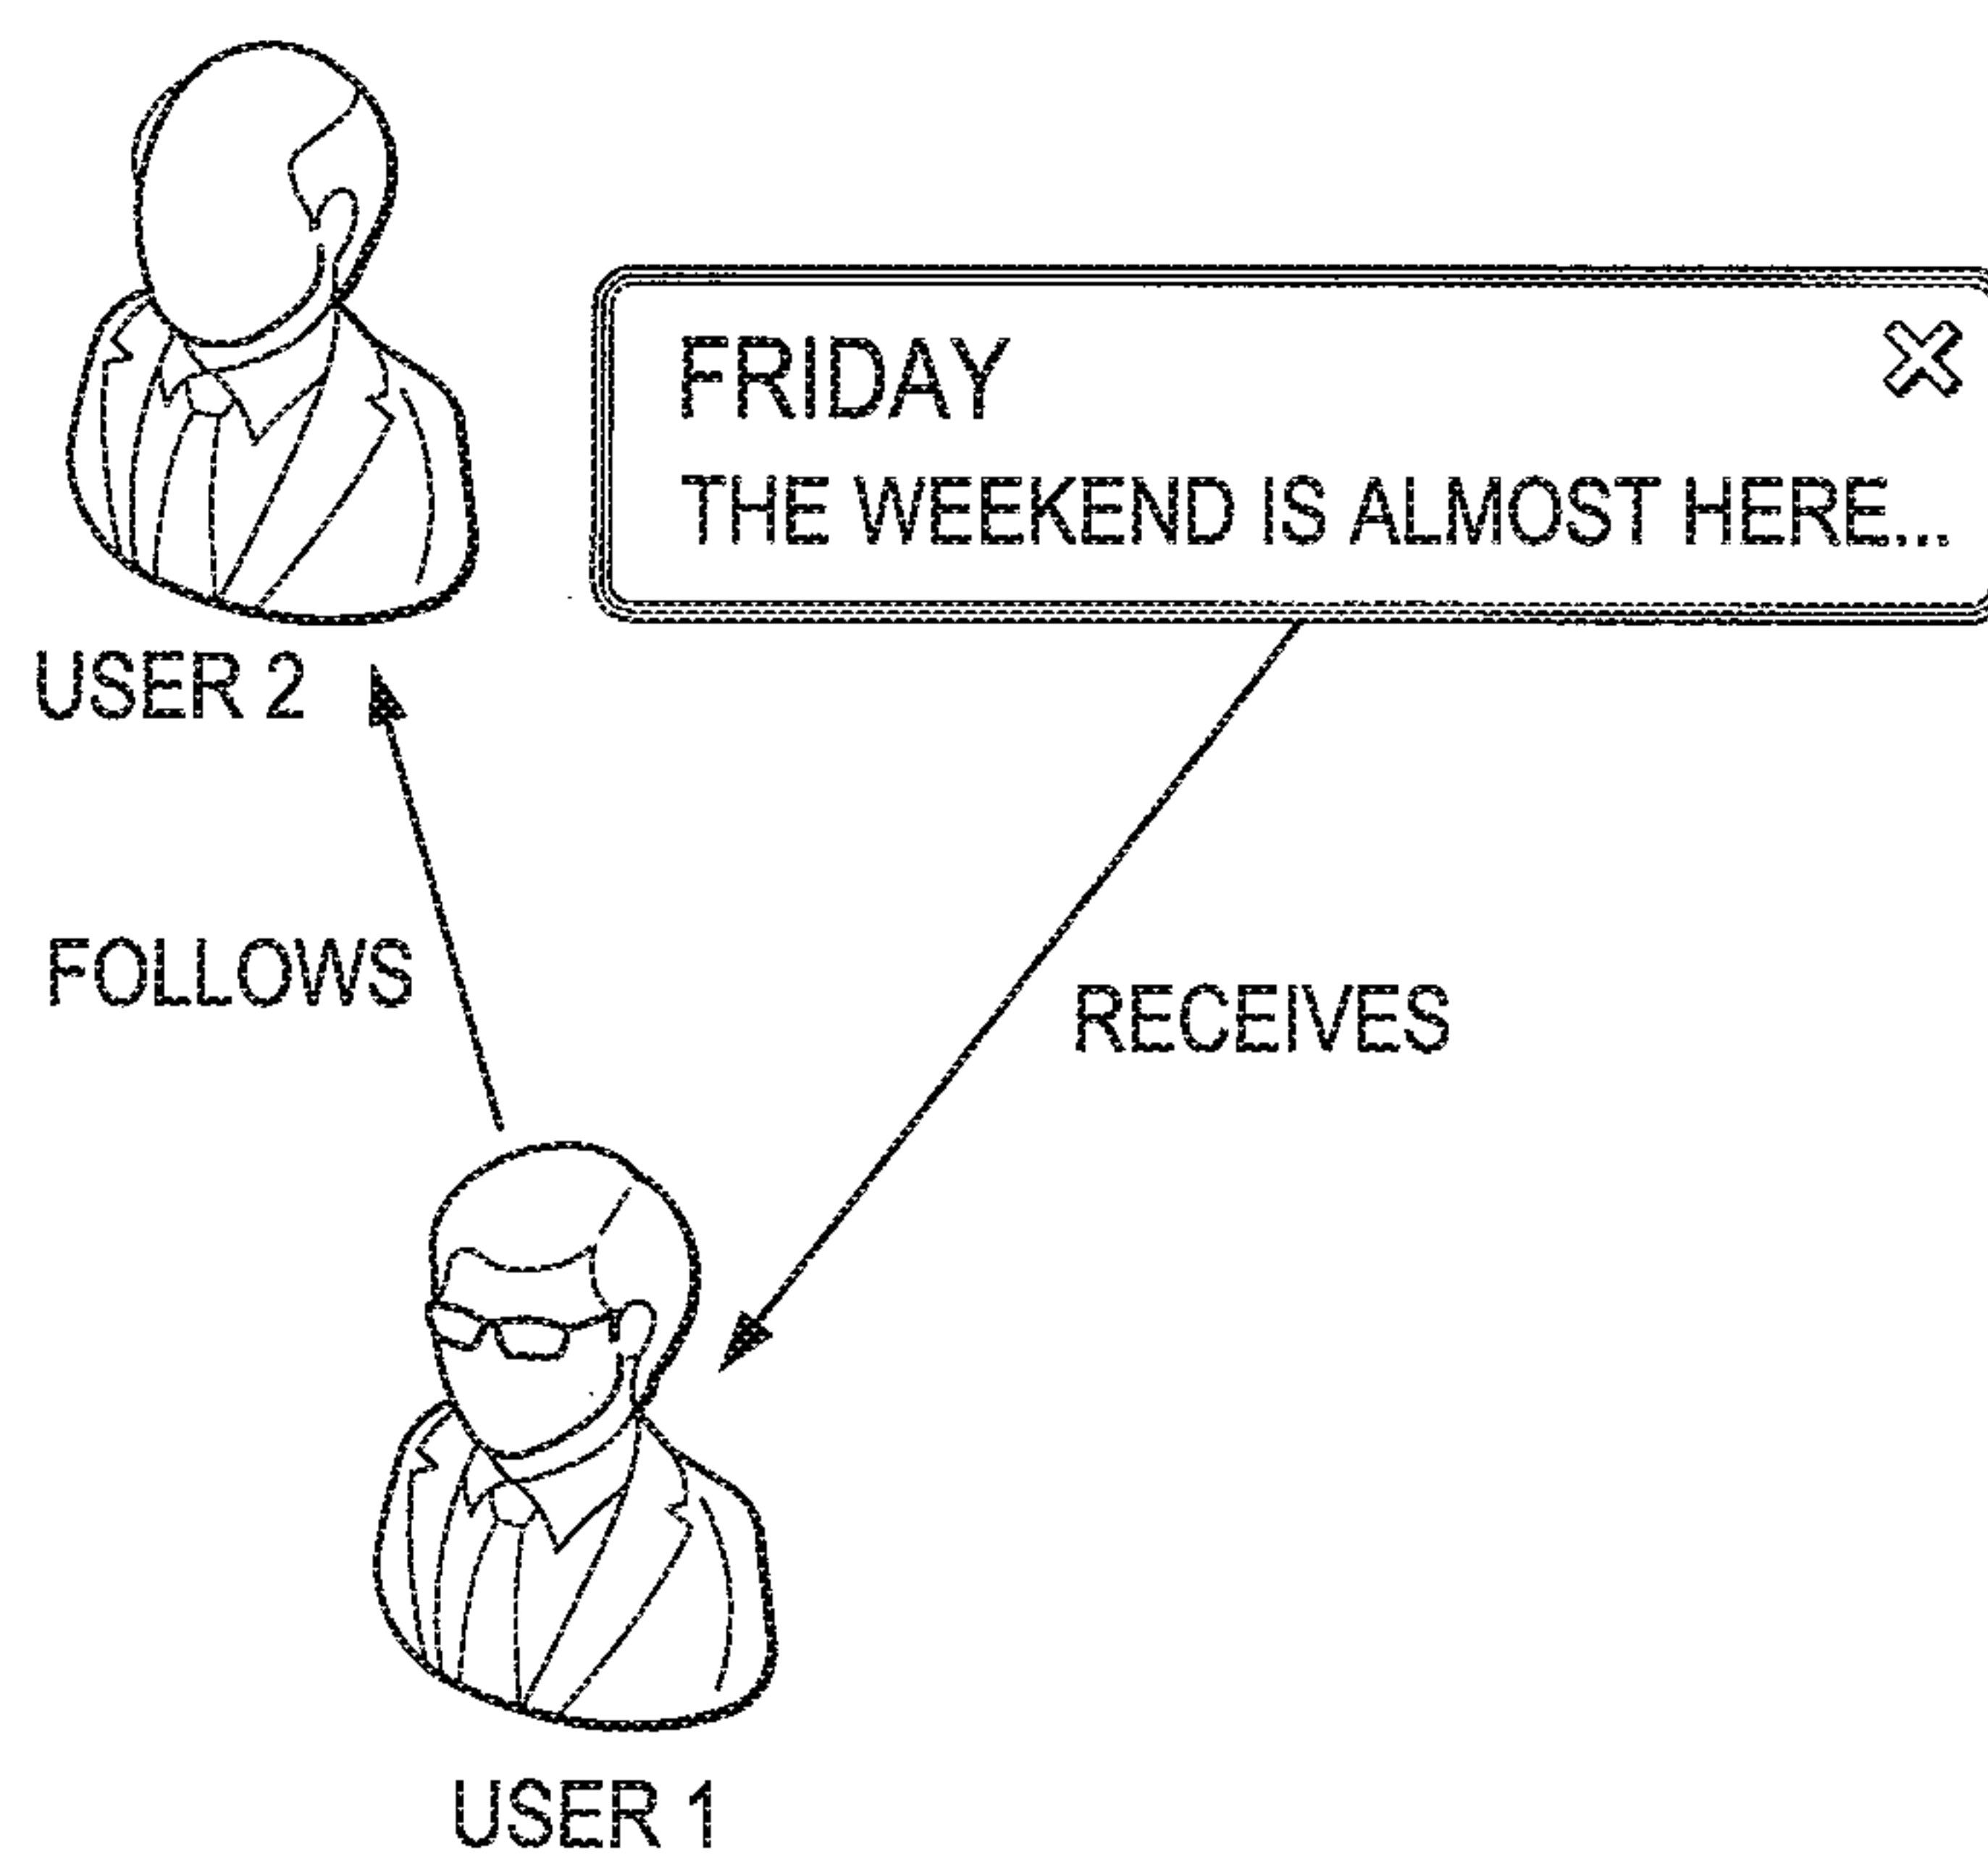 FRIDAY
THE WEEKEND IS ALMOST HERE...
USER 2
FOLLOWS
RECEIVES
USER 1